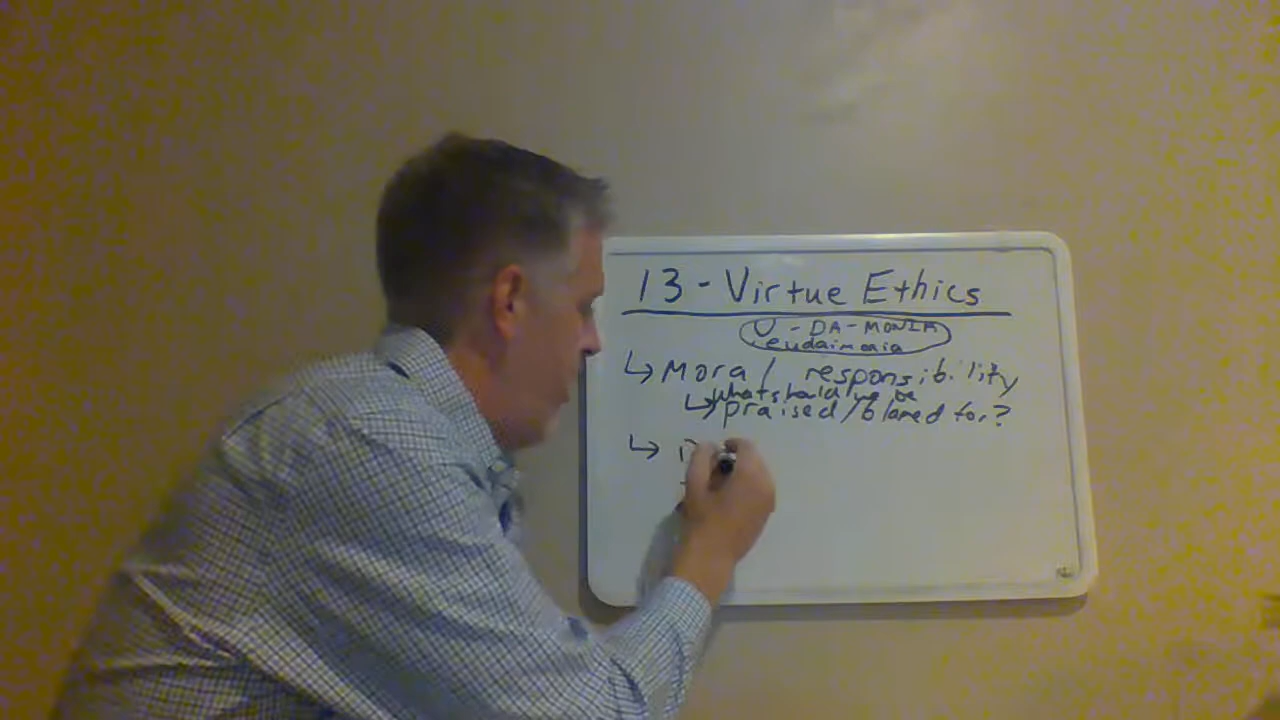 13 - Virtue Ethics
U - DA - MONIA
eudaimonia
↳ Moral responsibility
↳ what should we be
praised/blamed for?
↳